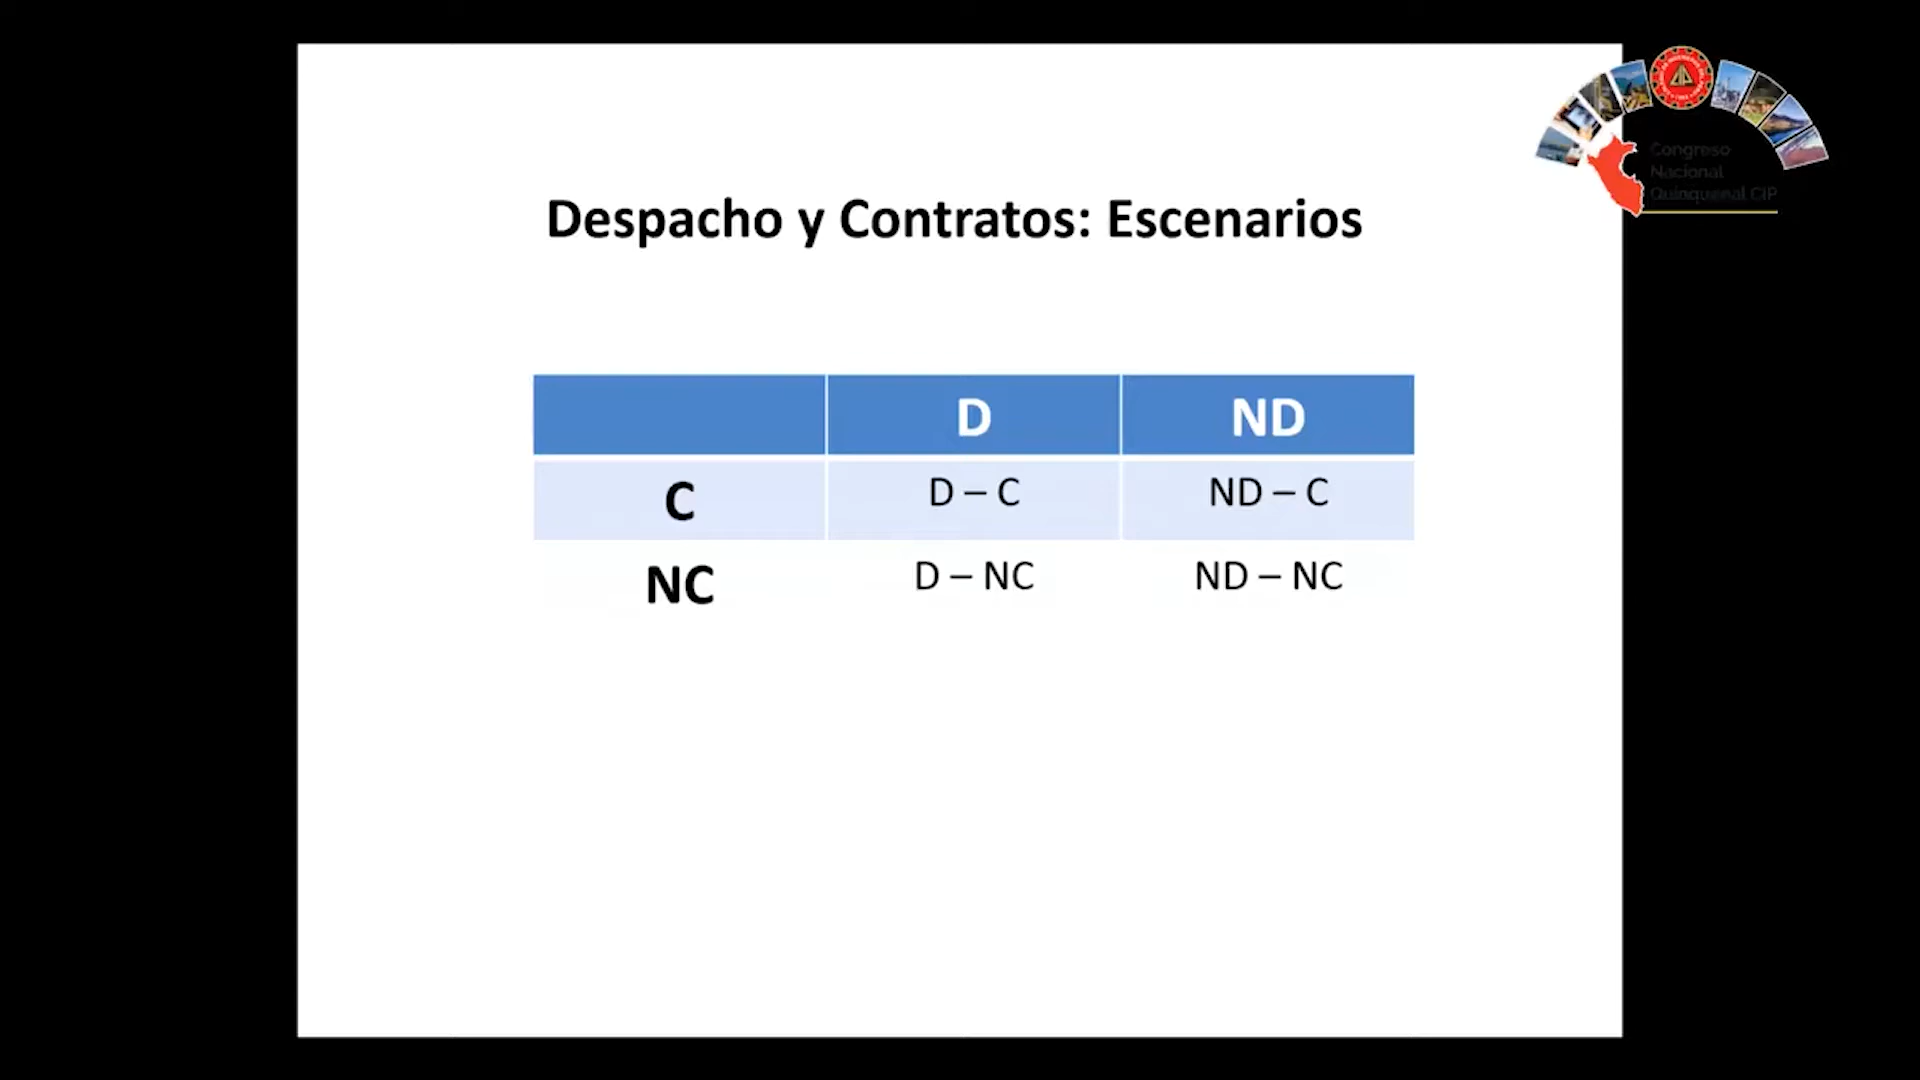 Congreso
Nacional
Quinquenal CIP
Despacho y Contratos: Escenarios
D ND
C D – C ND – C
NC D – NC ND – NC